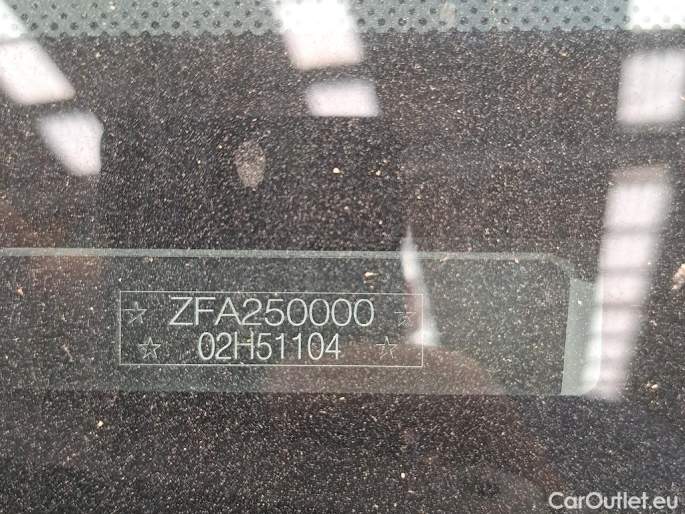 ☆ ZFA250000 ☆
☆ 02H51104 ☆
CarOutlet.eu